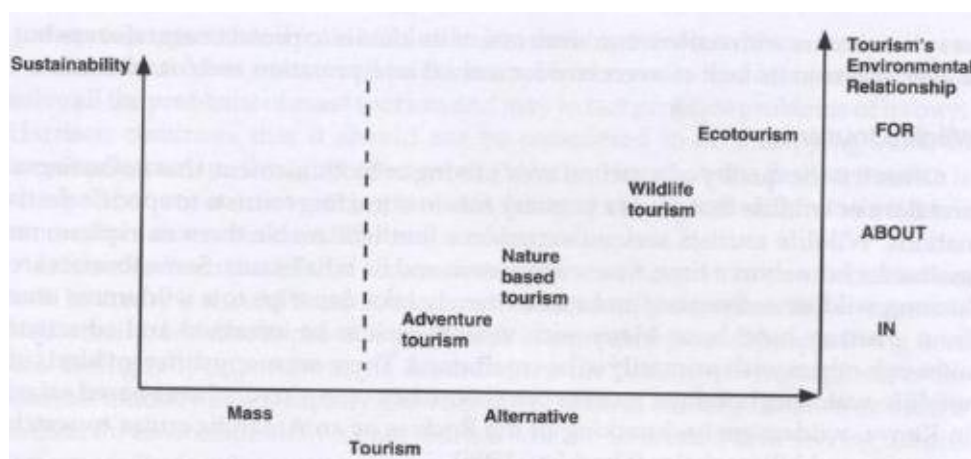 Sustainability
Tourism's
Environmental
Relationship
Ecotourism
FOR
Wildlife
tourism
ABOUT
Nature
based
tourism
Adventure
tourism
IN
Mass
Alternative
Tourism